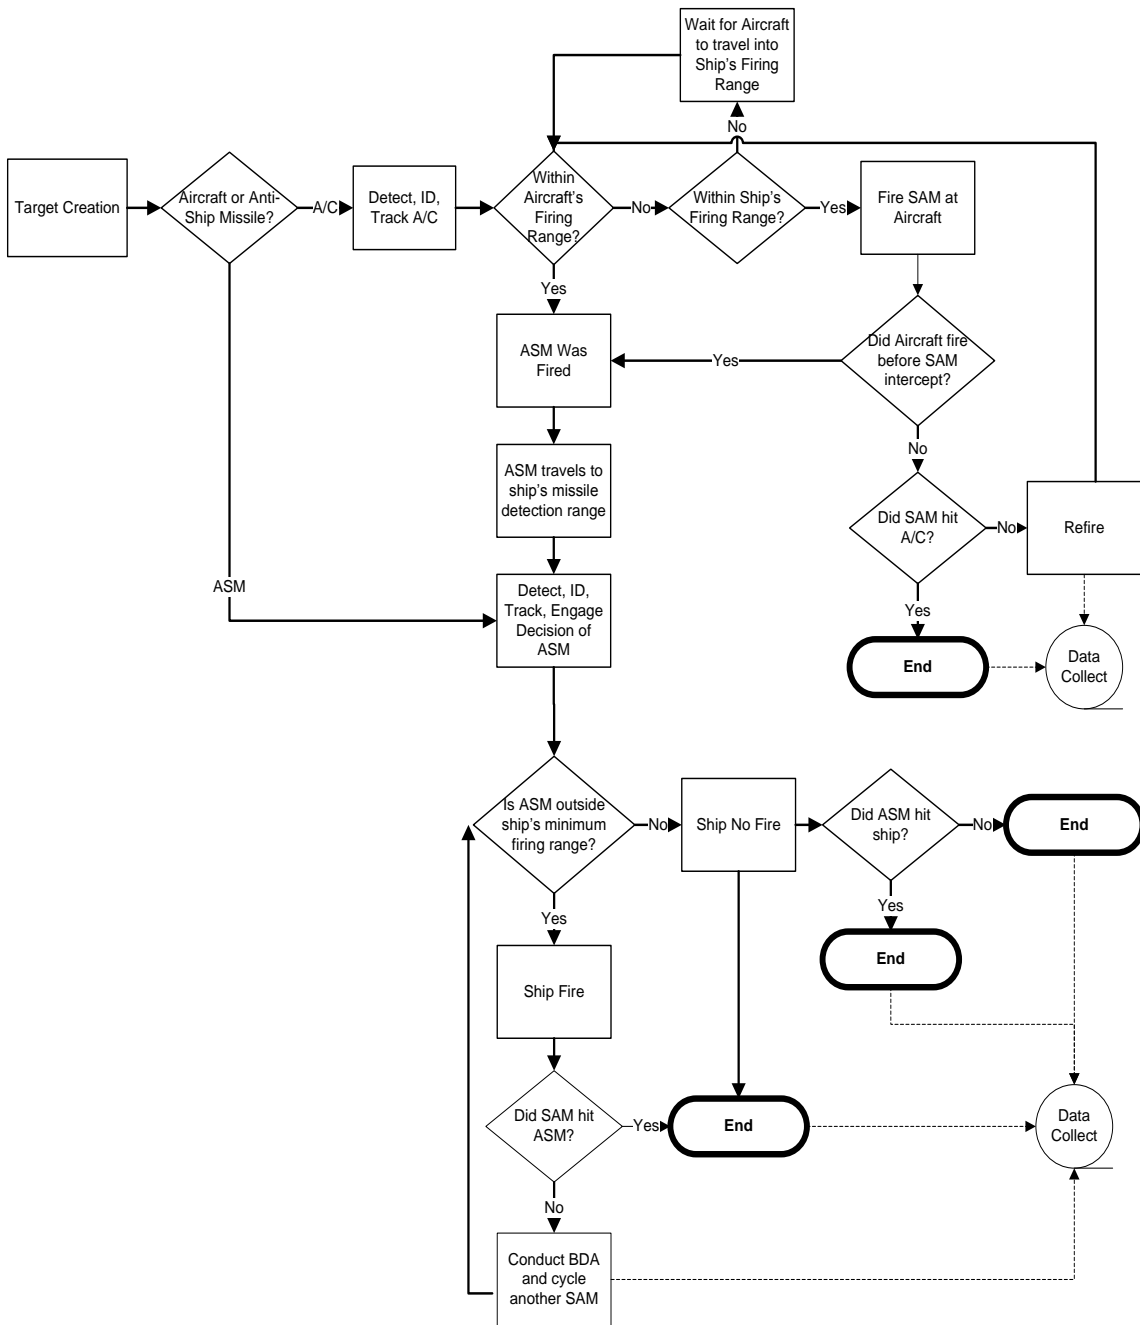 Wait for Aircraft
to travel into
Ship's Firing
Range
No
Target Creation
Aircraft or Anti-
Ship Missile?
A/C
Detect, ID,
Track A/C
Within
Aircraft's
Firing
Range?
No
Within Ship's
Firing Range?
Yes
Fire SAM at
Aircraft
Yes
ASM Was
Fired
Yes
Did Aircraft fire
before SAM
intercept?
No
ASM travels to
ship's missile
detection range
Did SAM hit
A/C?
No
Refire
ASM
Detect, ID,
Track, Engage
Decision of
ASM
Yes
End
Data
Collect
Is ASM outside
ship's minimum
firing range?
No
Ship No Fire
Did ASM hit
ship?
No
End
Yes
Yes
End
Ship Fire
Did SAM hit
ASM?
Yes
End
Data
Collect
No
Conduct BDA
and cycle
another SAM